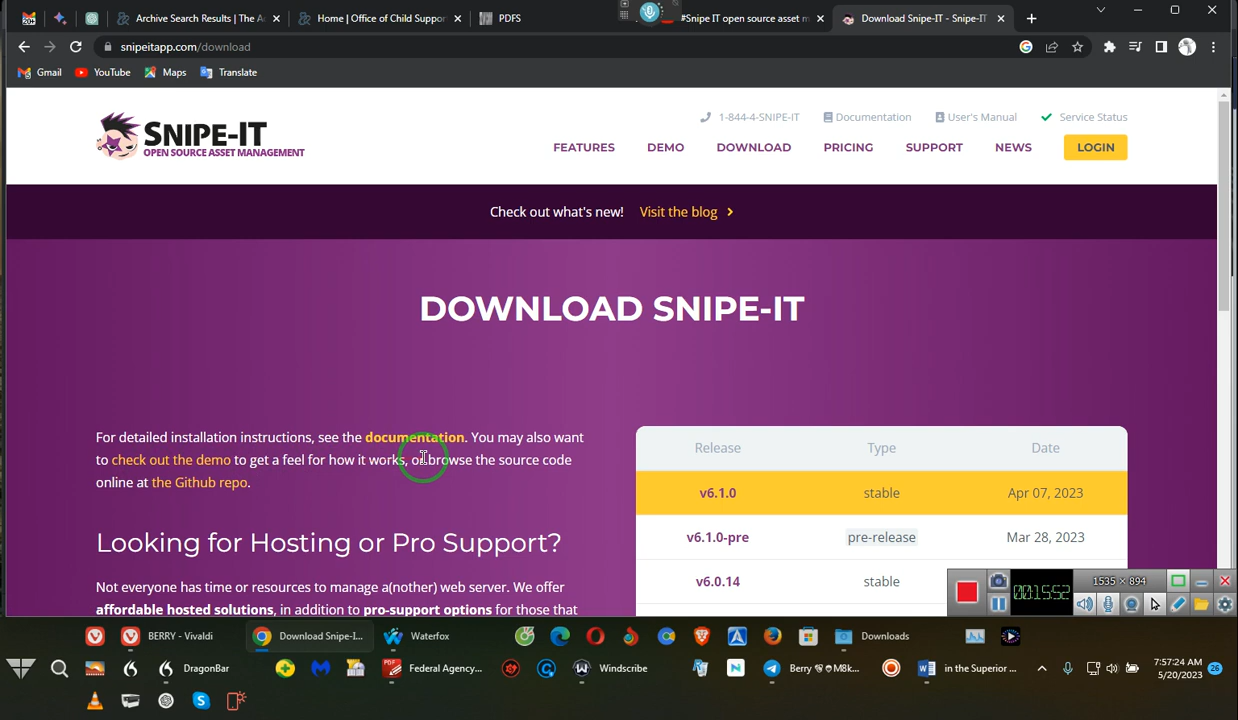 Archive Search Results | The A
Home | Office of Child Suppor
PDFS
#Snipe IT open source asset m
Download Snipe-IT - Snipe-IT
snipeitapp.com/download
Gmail
YouTube
Maps
Translate
SNIPE-IT
OPEN SOURCE ASSET MANAGEMENT
1-844-4-SNIPE-IT
Documentation
User's Manual
Service Status
FEATURES
DEMO
DOWNLOAD
PRICING
SUPPORT
NEWS
LOGIN
Check out what's new! Visit the blog
DOWNLOAD SNIPE-IT
For detailed installation instructions, see the documentation. You may also want
to check out the demo to get a feel for how it works, or browse the source code
online at the Github repo.
Looking for Hosting or Pro Support?
Not everyone has time or resources to manage a(nother) web server. We offer
affordable hosted solutions, in addition to pro-support options for those that
Release Type Date
v6.1.0 stable Apr 07, 2023
v6.1.0-pre pre-release Mar 28, 2023
v6.0.14 stable
1535 × 894
00:15:52
BERRY - Vivaldi
Download Snipe-I...
Waterfox
Downloads
DragonBar
Federal Agency...
Windscribe
in the Superior ...
7:57:24 AM
5/20/2023
26